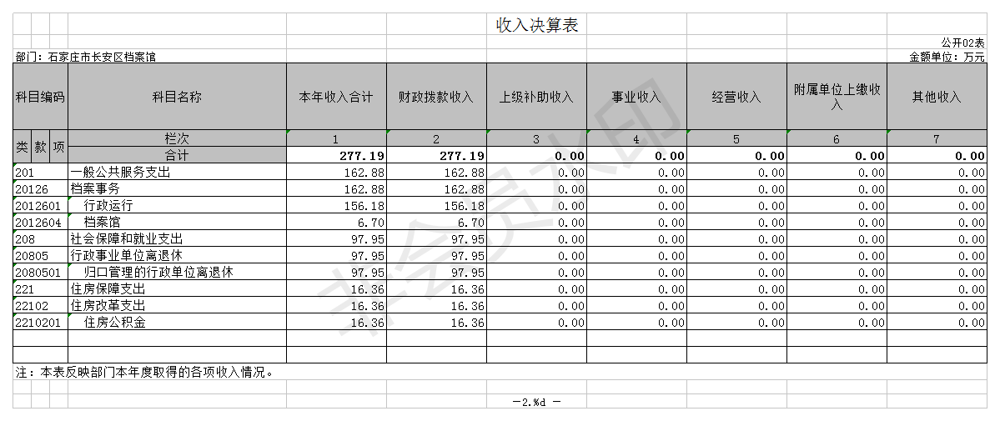 收入决算表
公开02表
部门：石家庄市长安区档案馆 金额单位：万元
科目编码 科目名称 本年收入合计 财政拨款收入 上级补助收入 事业收入 经营收入 附属单位上缴收入 其他收入
类 款 项 栏次 1 2 3 4 5 6 7
合计 277.19 277.19 0.00 0.00 0.00 0.00 0.00
201 一般公共服务支出 162.88 162.88 0.00 0.00 0.00 0.00 0.00
20126 档案事务 162.88 162.88 0.00 0.00 0.00 0.00 0.00
2012601 行政运行 156.18 156.18 0.00 0.00 0.00 0.00 0.00
2012604 档案馆 6.70 6.70 0.00 0.00 0.00 0.00 0.00
208 社会保障和就业支出 97.95 97.95 0.00 0.00 0.00 0.00 0.00
20805 行政事业单位离退休 97.95 97.95 0.00 0.00 0.00 0.00 0.00
2080501 归口管理的行政单位离退休 97.95 97.95 0.00 0.00 0.00 0.00 0.00
221 住房保障支出 16.36 16.36 0.00 0.00 0.00 0.00 0.00
22102 住房改革支出 16.36 16.36 0.00 0.00 0.00 0.00 0.00
2210201 住房公积金 16.36 16.36 0.00 0.00 0.00 0.00 0.00
注：本表反映部门本年度取得的各项收入情况。
－2.%d －
非会员水印